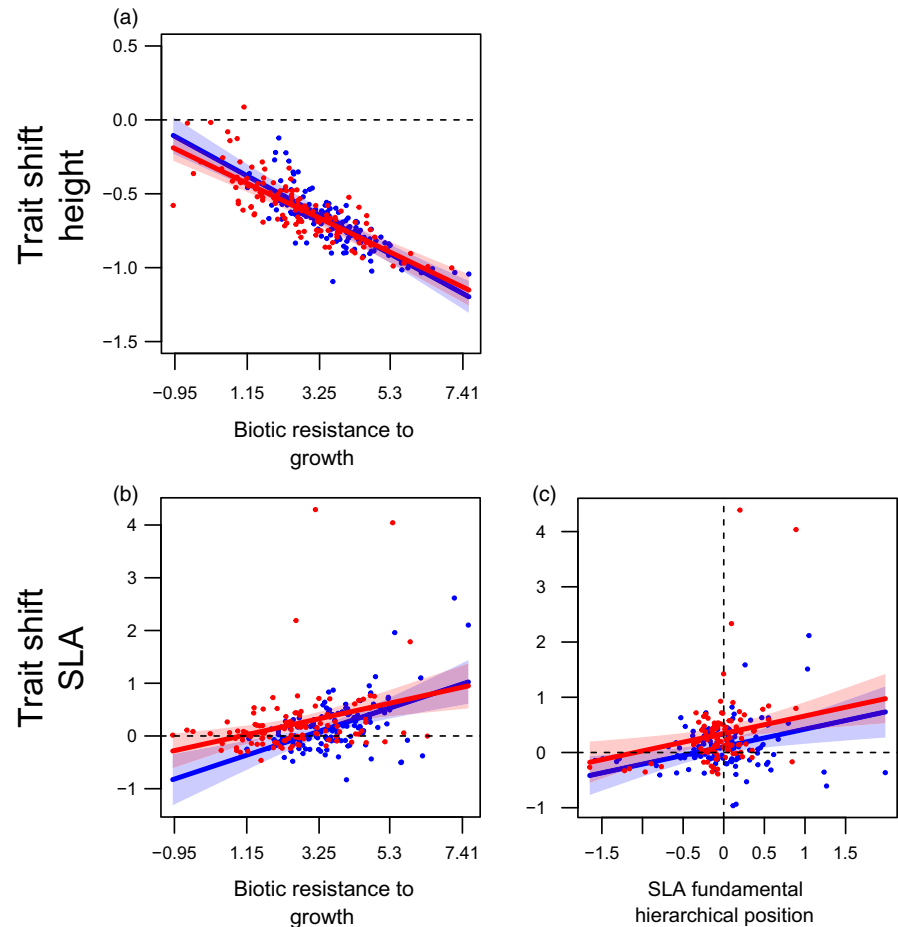 (a)
Trait shift
height
0.5
0.0
−0.5
−1.0
−1.5
−0.95 1.15 3.25 5.3 7.41
Biotic resistance to
growth
(b)
Trait shift
SLA
4
3
2
1
0
−1
−0.95 1.15 3.25 5.3 7.41
Biotic resistance to
growth
(c)
4
3
2
1
0
−1
−1.5 −0.5 0 0.5 1.5
SLA fundamental
hierarchical position